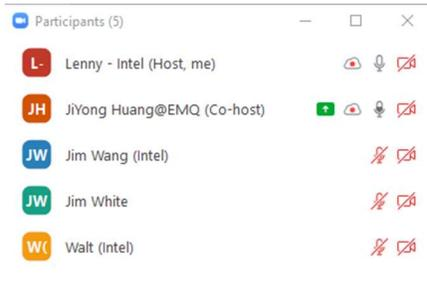 Participants (5)
L- Lenny - Intel (Host, me)
JH JiYong Huang@EMQ (Co-host)
JW Jim Wang (Intel)
JW Jim White
W( Walt (Intel)